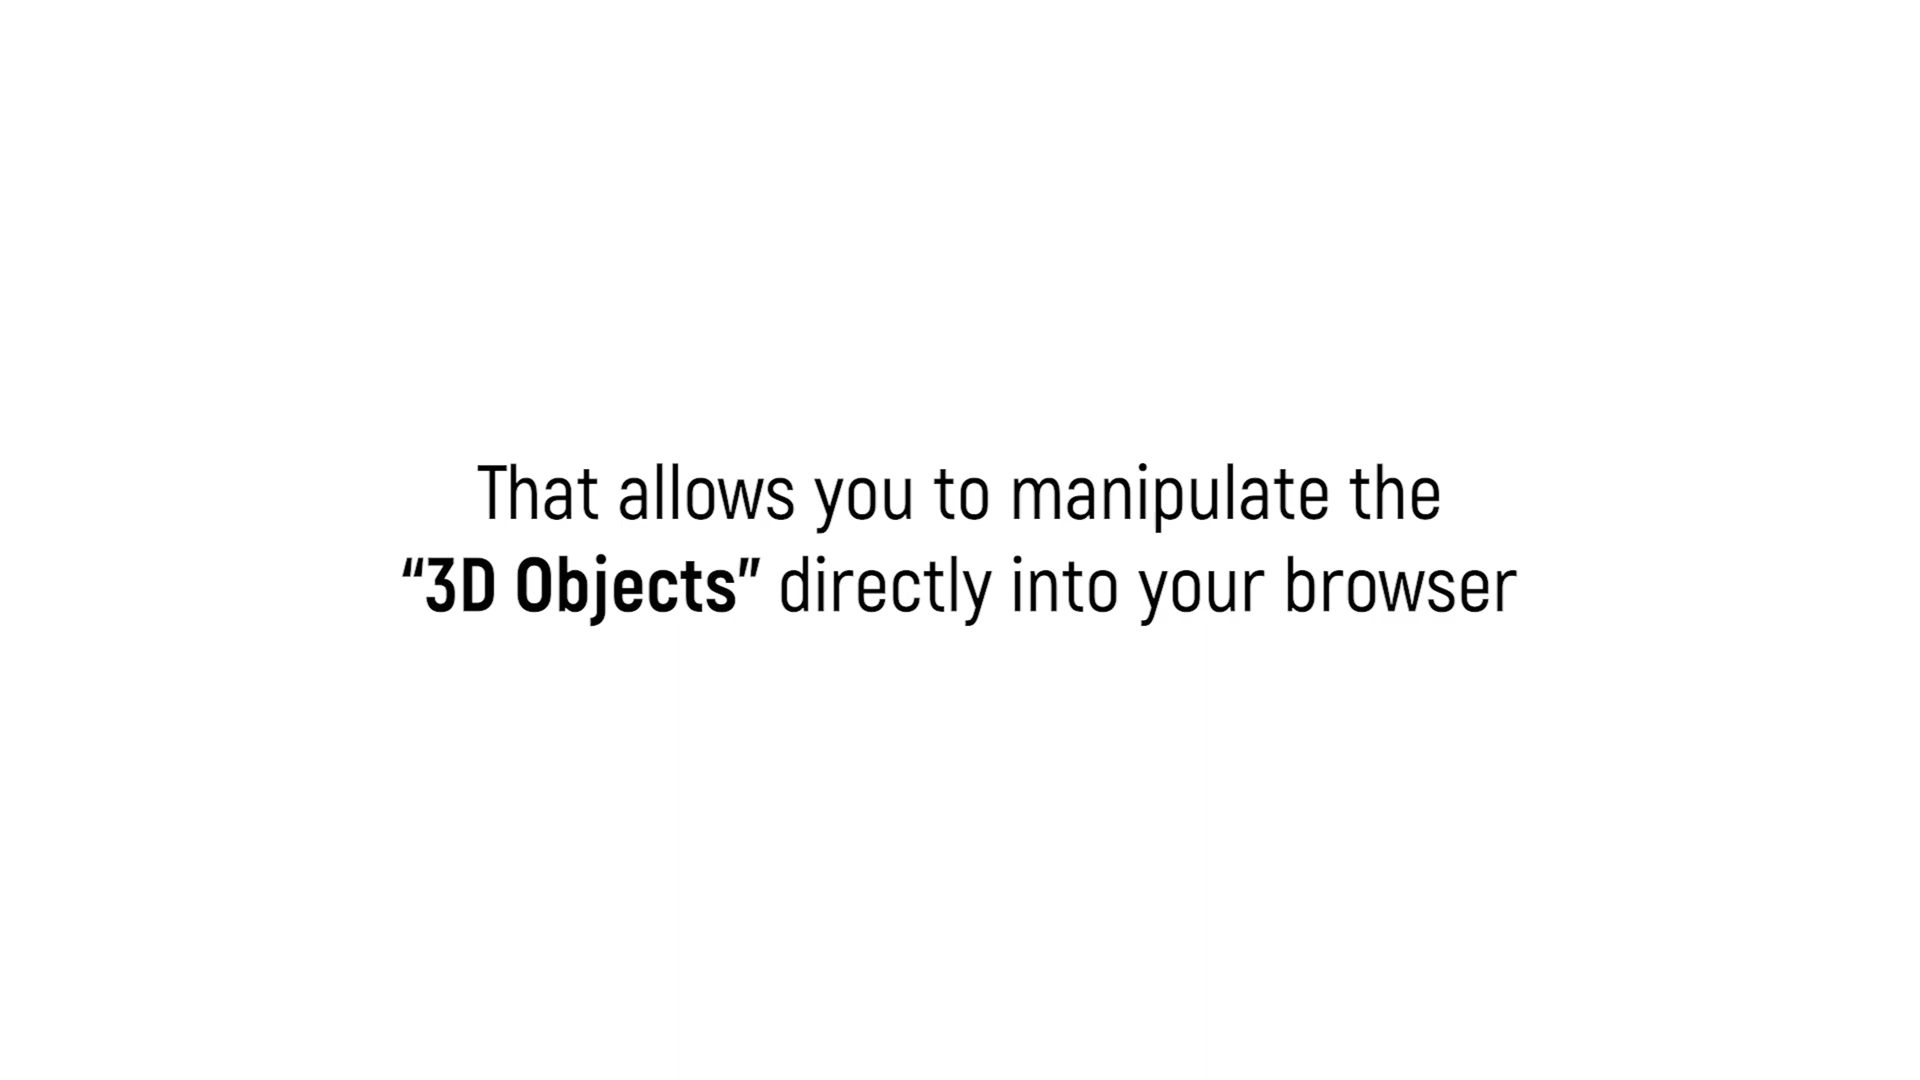 That allows you to manipulate the
“3D Objects” directly into your browser